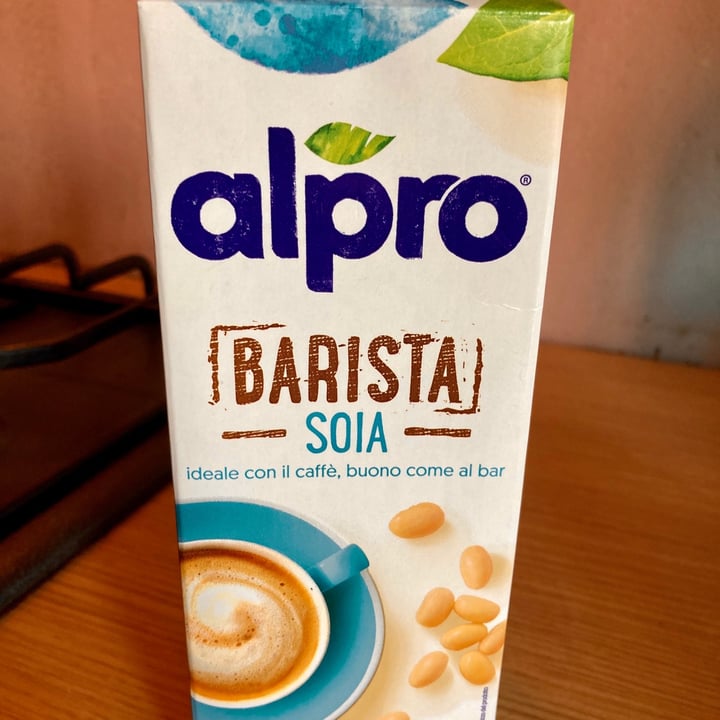 alpro®
BARISTA
SOIA
ideale con il caffè, buono come al bar